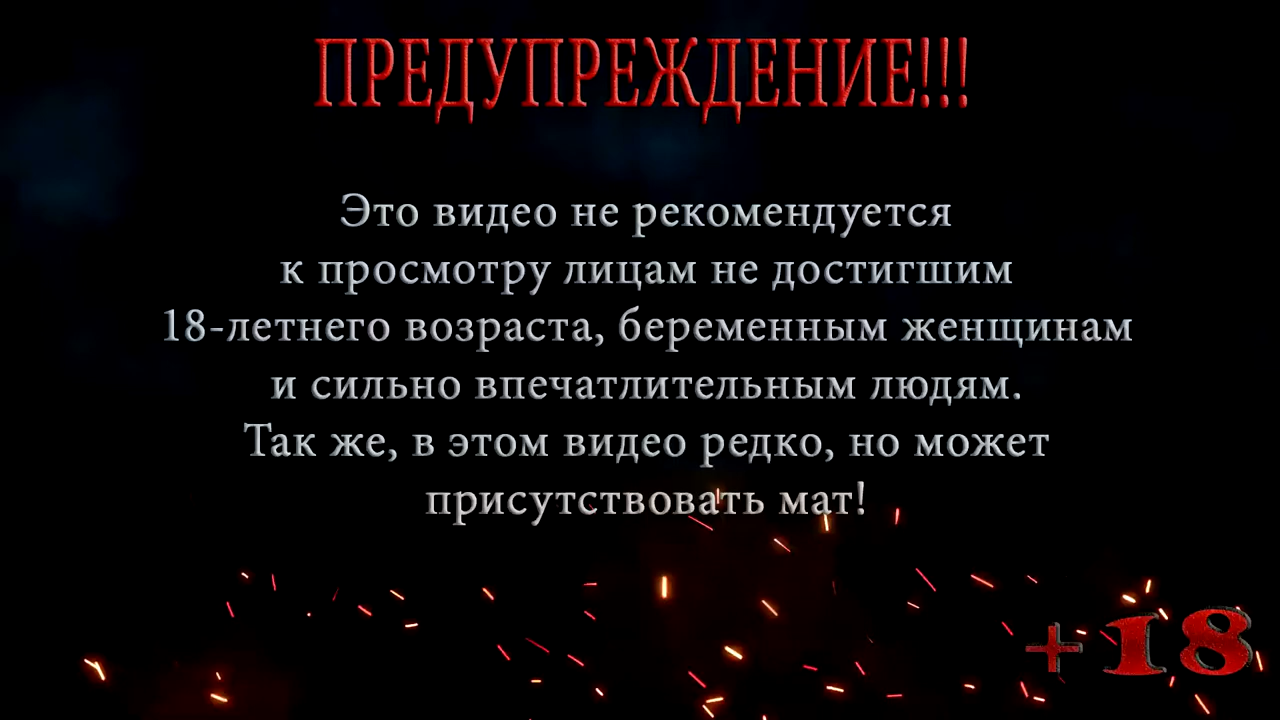 ПРЕДУПРЕЖДЕНИЕ!!!
Это видео не рекомендуется
к просмотру лицам не достигшим
18-летнего возраста, беременным женщинам
и сильно впечатлительным людям.
Так же, в этом видео редко, но может
присутствовать мат!
+18